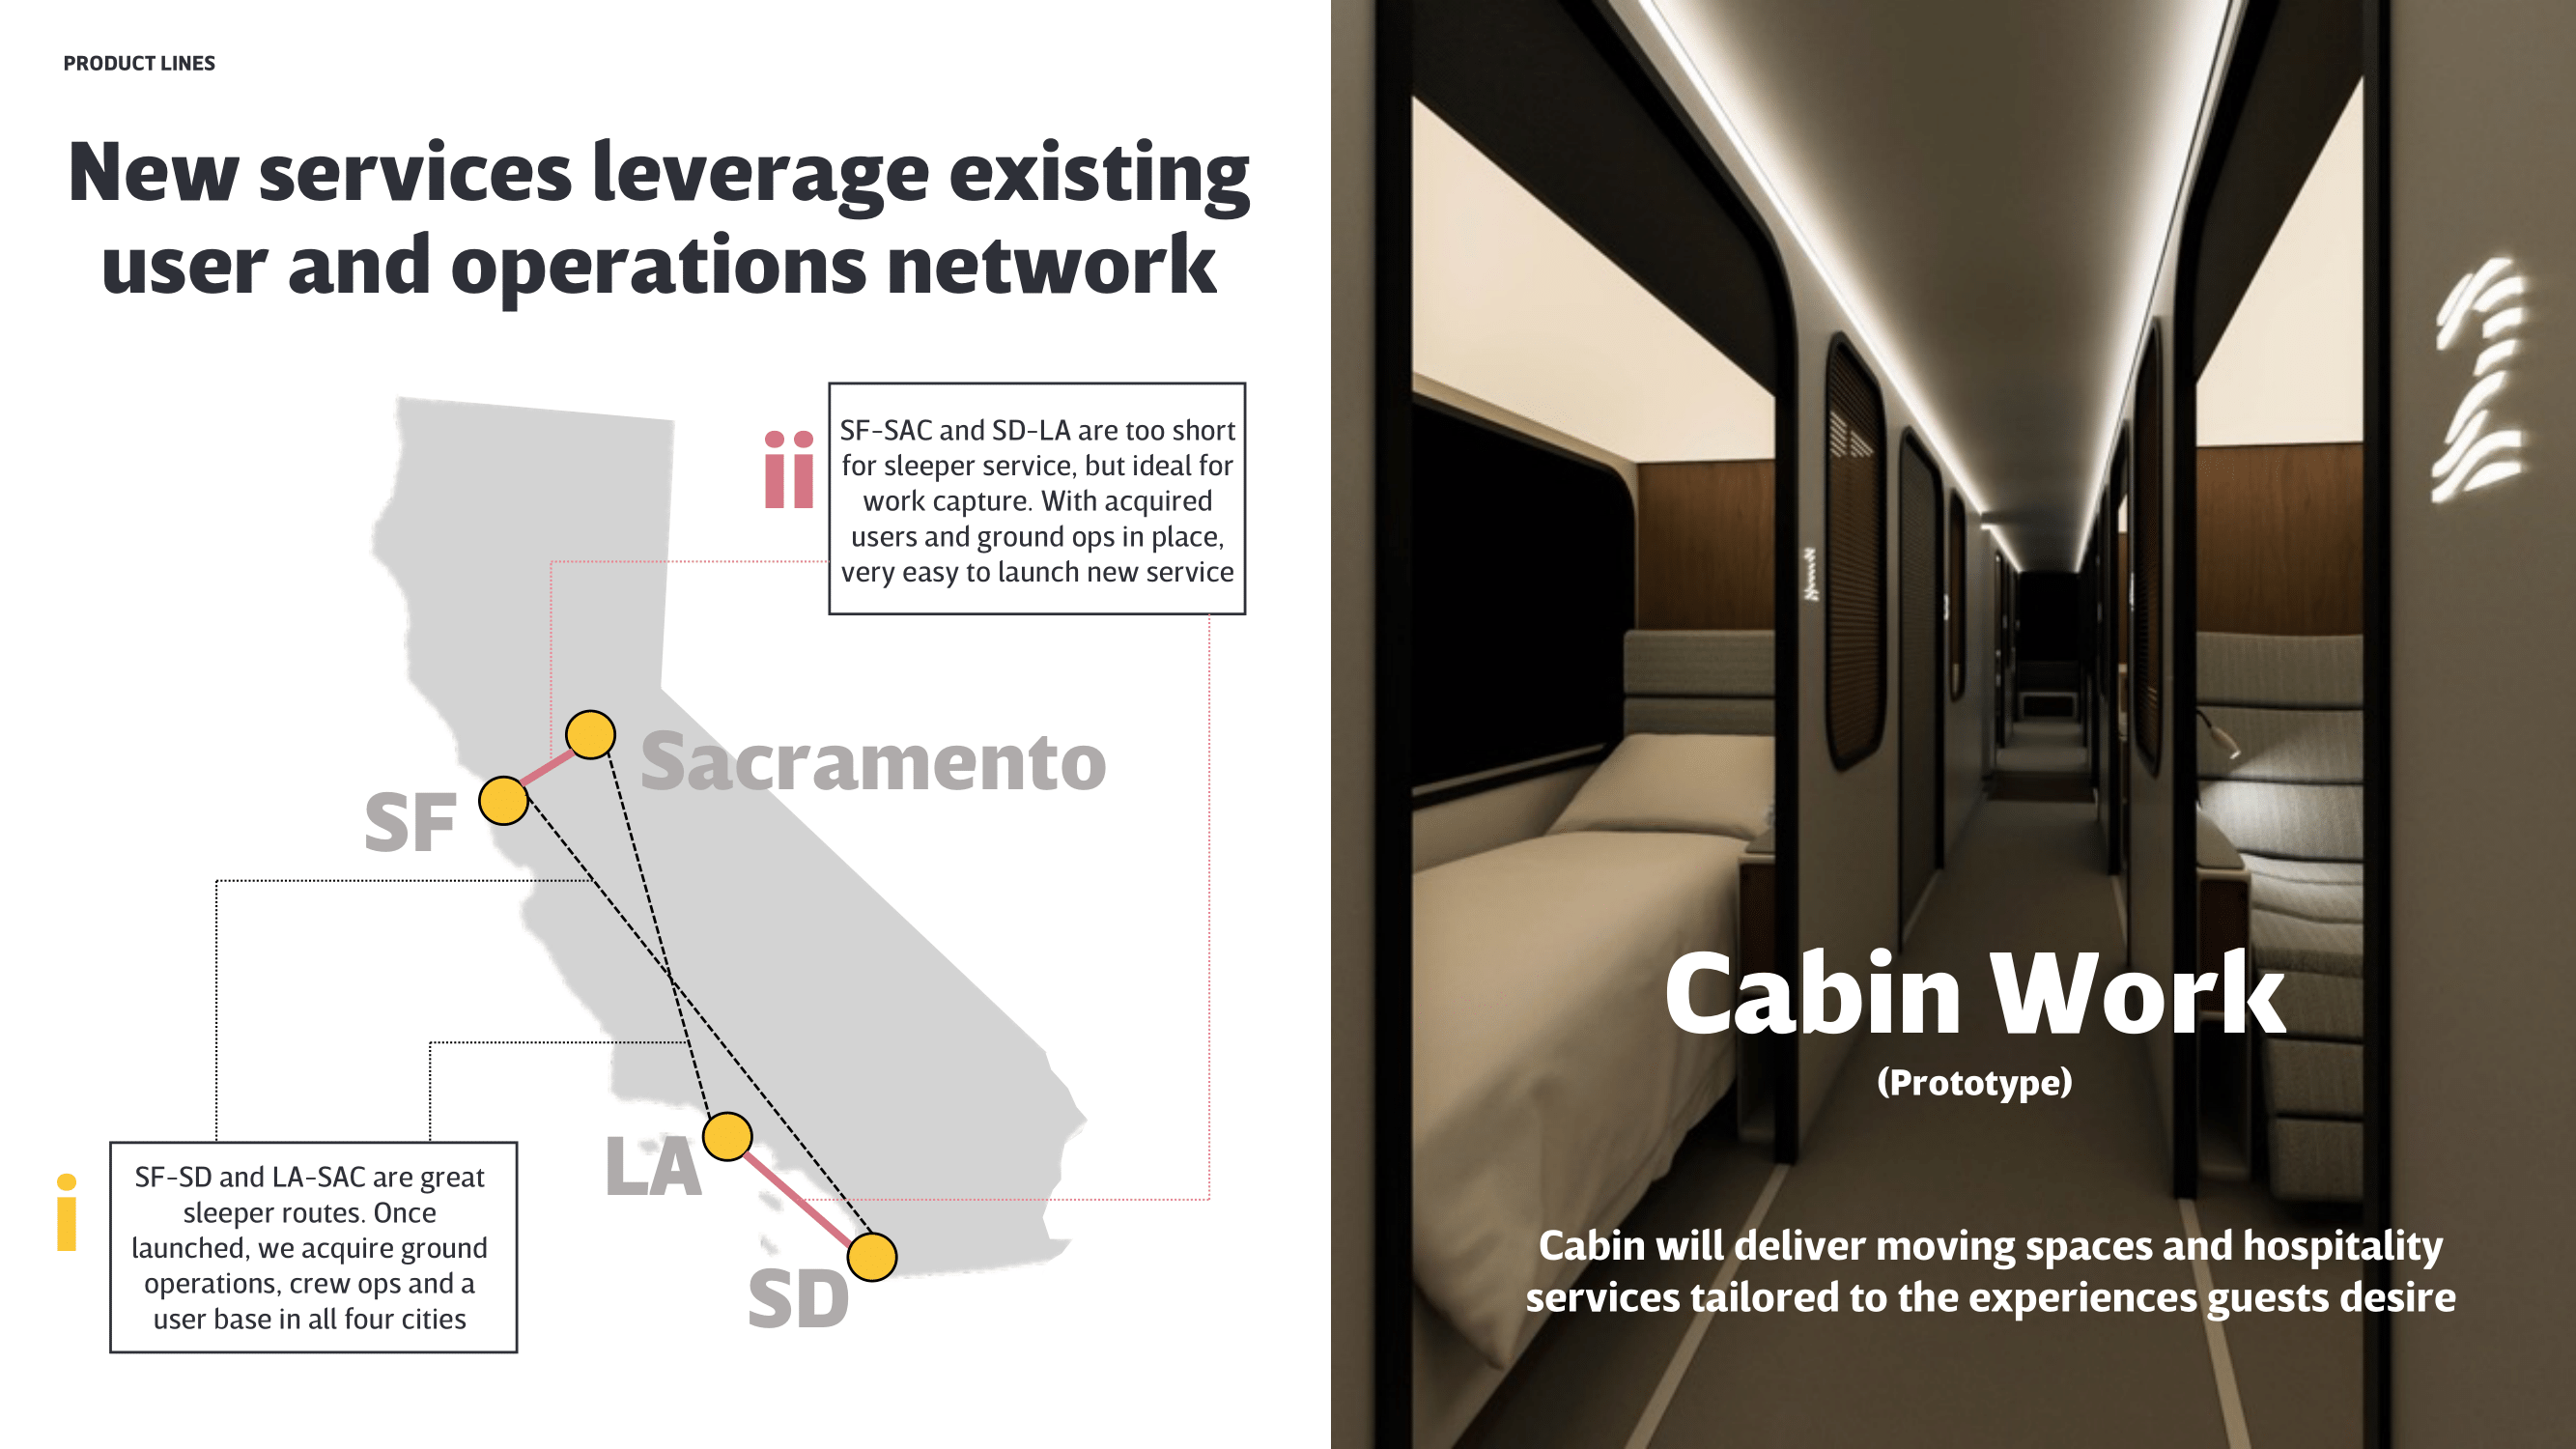 PRODUCT LINES
New services leverage existing
user and operations network
ii
SF-SAC and SD-LA are too short
for sleeper service, but ideal for
work capture. With acquired
users and ground ops in place,
very easy to launch new service
Sacramento
SF
LA
SD
i
SF-SD and LA-SAC are great
sleeper routes. Once
launched, we acquire ground
operations, crew ops and a
user base in all four cities
Cabin Work
(Prototype)
Cabin will deliver moving spaces and hospitality
services tailored to the experiences guests desire